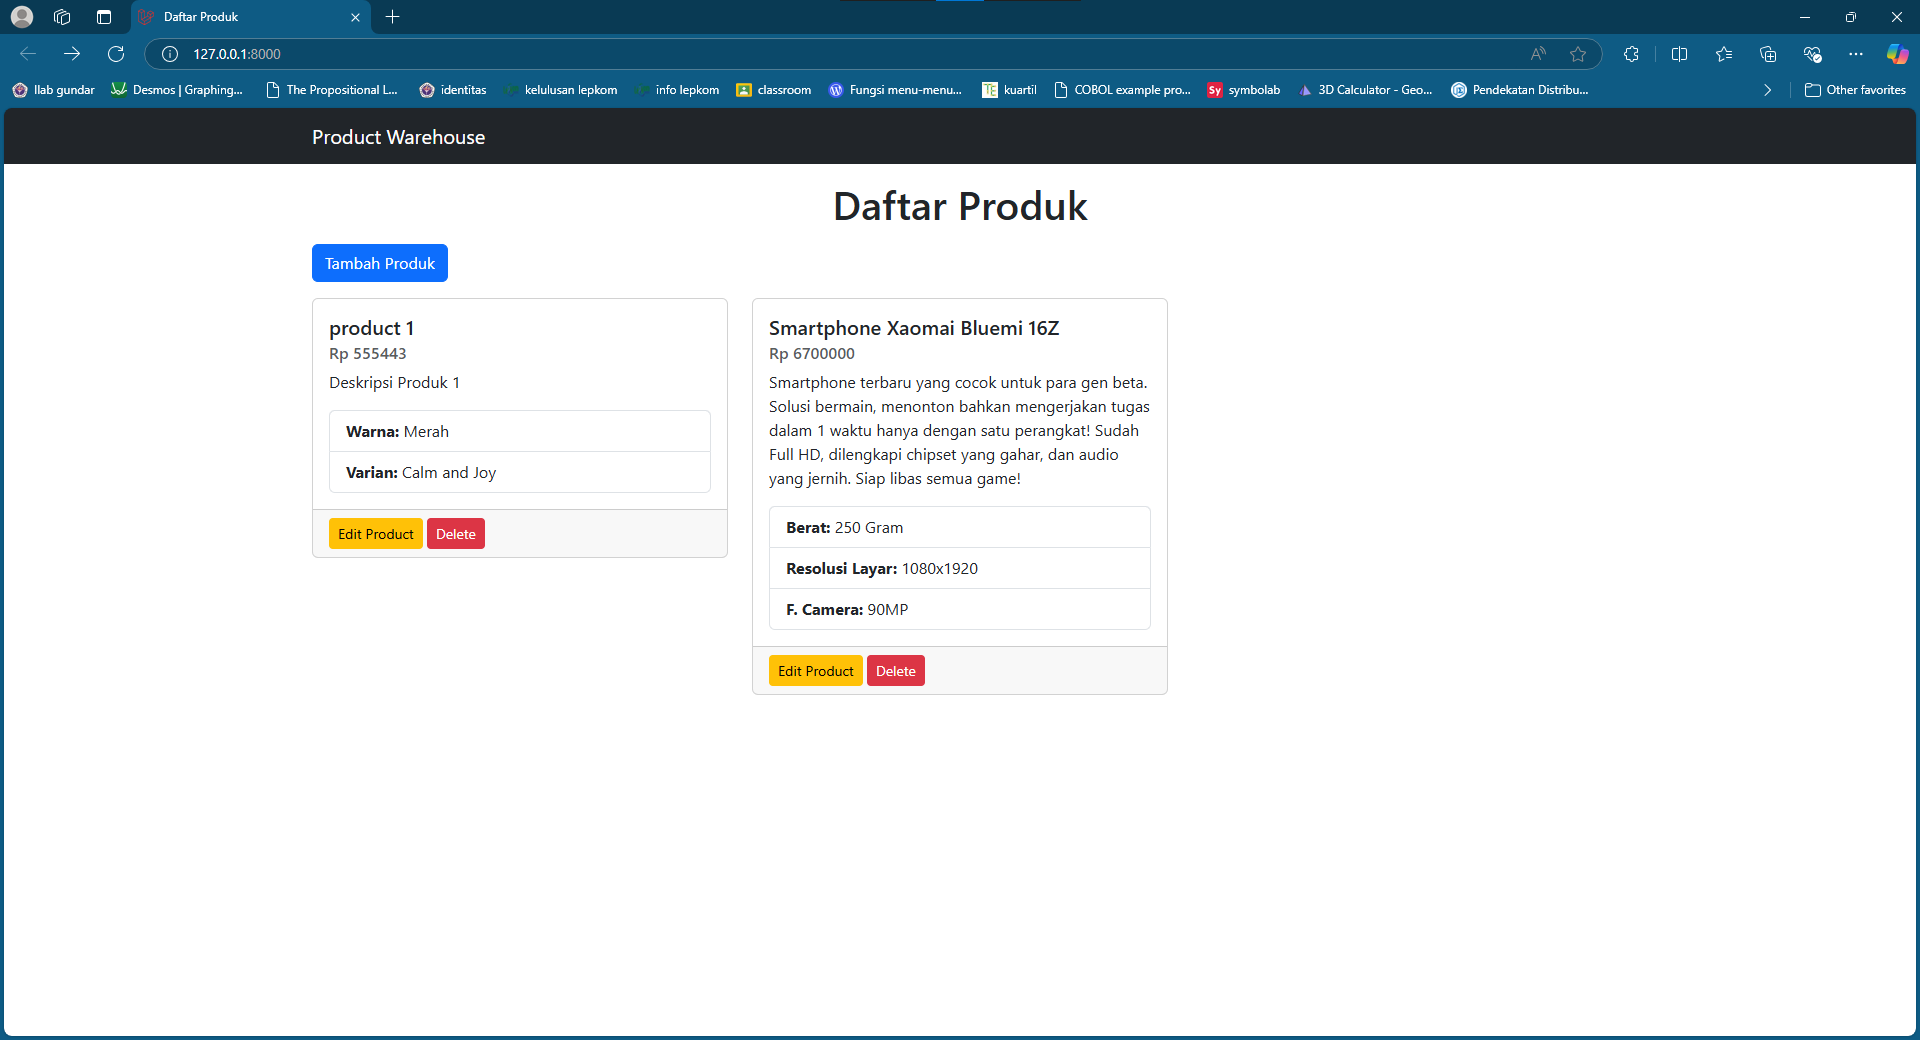 Daftar Produk
127.0.0.1:8000
Ilab gundar
Desmos | Graphing...
The Propositional L...
identitas
kelulusan lepkom
info lepkom
classroom
Fungsi menu-menu...
TE kuartil
COBOL example pro...
Sy symbolab
3D Calculator - Geo...
Pendekatan Distribu...
Other favorites
Product Warehouse
Daftar Produk
Tambah Produk
product 1
Rp 555443
Deskripsi Produk 1
Warna: Merah
Varian: Calm and Joy
Edit Product
Delete
Smartphone Xaomai Bluemi 16Z
Rp 6700000
Smartphone terbaru yang cocok untuk para gen beta.
Solusi bermain, menonton bahkan mengerjakan tugas
dalam 1 waktu hanya dengan satu perangkat! Sudah
Full HD, dilengkapi chipset yang gahar, dan audio
yang jernih. Siap libas semua game!
Berat: 250 Gram
Resolusi Layar: 1080x1920
F. Camera: 90MP
Edit Product
Delete